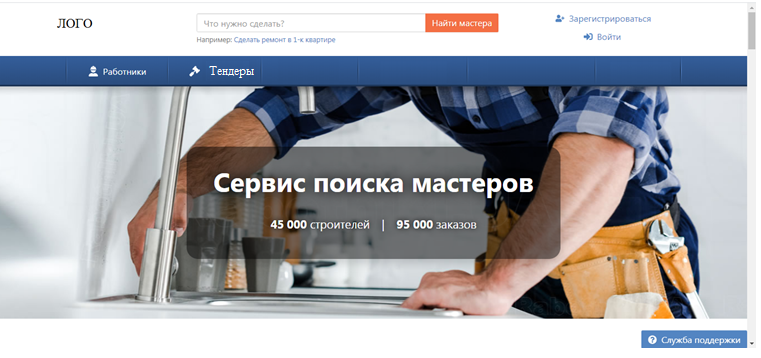 ЛОГО
Что нужно сделать?
Найти мастера
Например: Сделать ремонт в 1-к квартире
Зарегистрироваться
Войти
Работники
Тендеры
Сервис поиска мастеров
45 000 строителей | 95 000 заказов
Служба поддержки